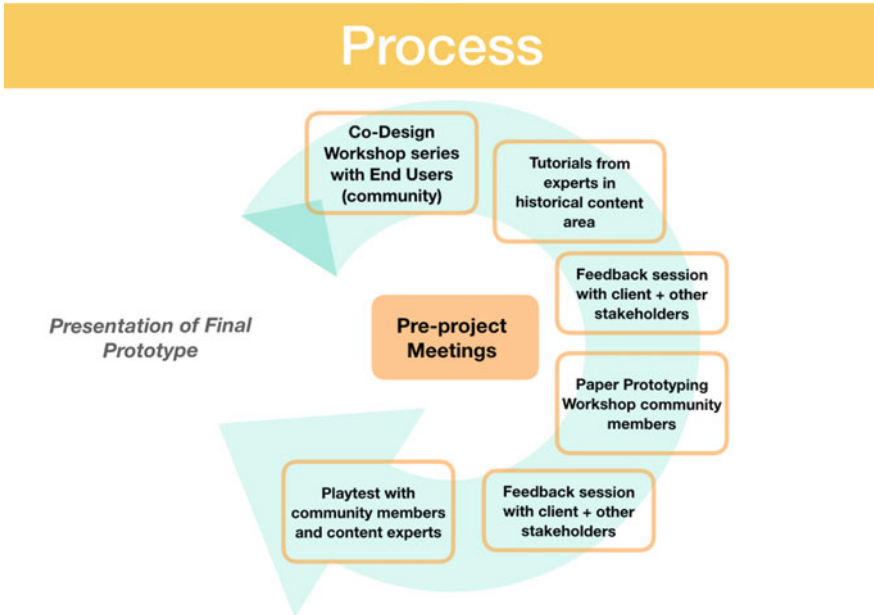 Process
Co-Design
Workshop series
with End Users
(community)
Tutorials from
experts in
historical content
area
Feedback session
with client + other
stakeholders
Pre-project
Meetings
Presentation of Final
Prototype
Paper Prototyping
Workshop community
members
Feedback session
with client + other
stakeholders
Playtest with
community members
and content experts